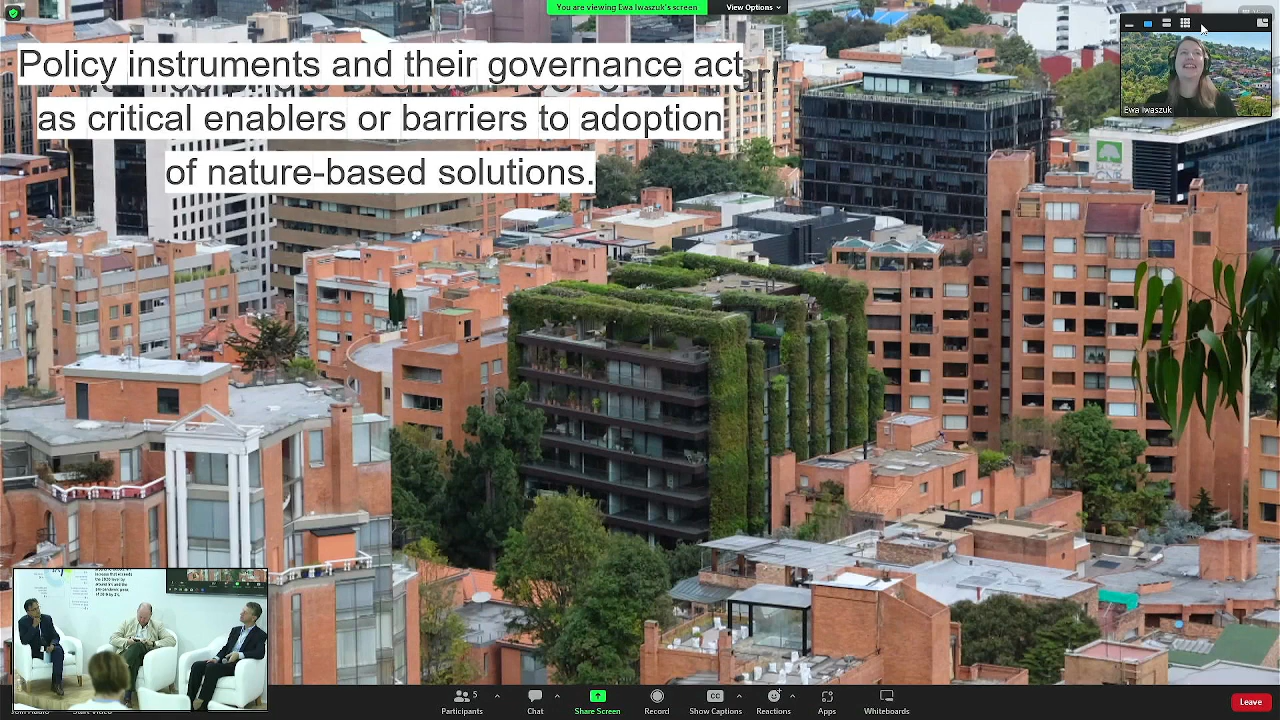 You are viewing Ewa Iwaszuk's screen
View Options
Policy instruments and their governance act
as critical enablers or barriers to adoption
of nature-based solutions.
Ewa Iwaszuk
Participants
5
Chat
Share Screen
Record
Show Captions
Reactions
Apps
Whiteboards
Leave